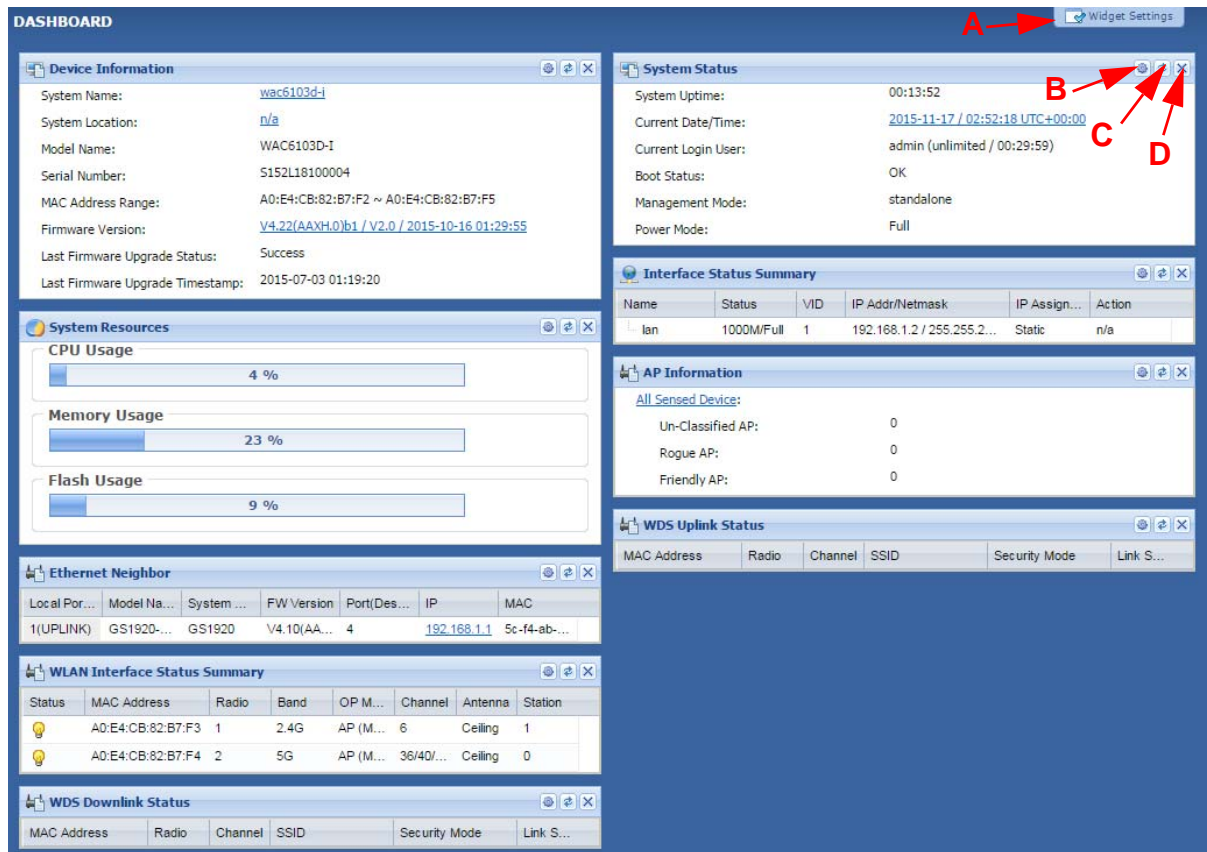 DASHBOARD
A
Widget Settings
Device Information
System Name: wac6103d-i
System Location: n/a
Model Name: WAC6103D-I
Serial Number: S152L18100004
MAC Address Range: A0:E4:CB:82:B7:F2 ~ A0:E4:CB:82:B7:F5
Firmware Version: V4.22(AAXH.0)b1 / V2.0 / 2015-10-16 01:29:55
Last Firmware Upgrade Status: Success
Last Firmware Upgrade Timestamp: 2015-07-03 01:19:20
System Resources
CPU Usage
4 %
Memory Usage
23 %
Flash Usage
9 %
Ethernet Neighbor
Local Por... Model Na... System ... FW Version Port(Des... IP MAC
1(UPLINK) GS1920-... GS1920 V4.10(AA... 4 192.168.1.1 5c-f4-ab-...
WLAN Interface Status Summary
Status MAC Address Radio Band OP M... Channel Antenna Station
A0:E4:CB:82:B7:F3 1 2.4G AP (M... 6 Ceiling 1
A0:E4:CB:82:B7:F4 2 5G AP (M... 36/40/... Ceiling 0
WDS Downlink Status
MAC Address Radio Channel SSID Security Mode Link S...
System Status
B
C
D
System Uptime: 00:13:52
Current Date/Time: 2015-11-17 / 02:52:18 UTC+00:00
Current Login User: admin (unlimited / 00:29:59)
Boot Status: OK
Management Mode: standalone
Power Mode: Full
Interface Status Summary
Name Status VID IP Addr/Netmask IP Assign... Action
lan 1000M/Full 1 192.168.1.2 / 255.255.2... Static n/a
AP Information
All Sensed Device:
Un-Classified AP: 0
Rogue AP: 0
Friendly AP: 0
WDS Uplink Status
MAC Address Radio Channel SSID Security Mode Link S...